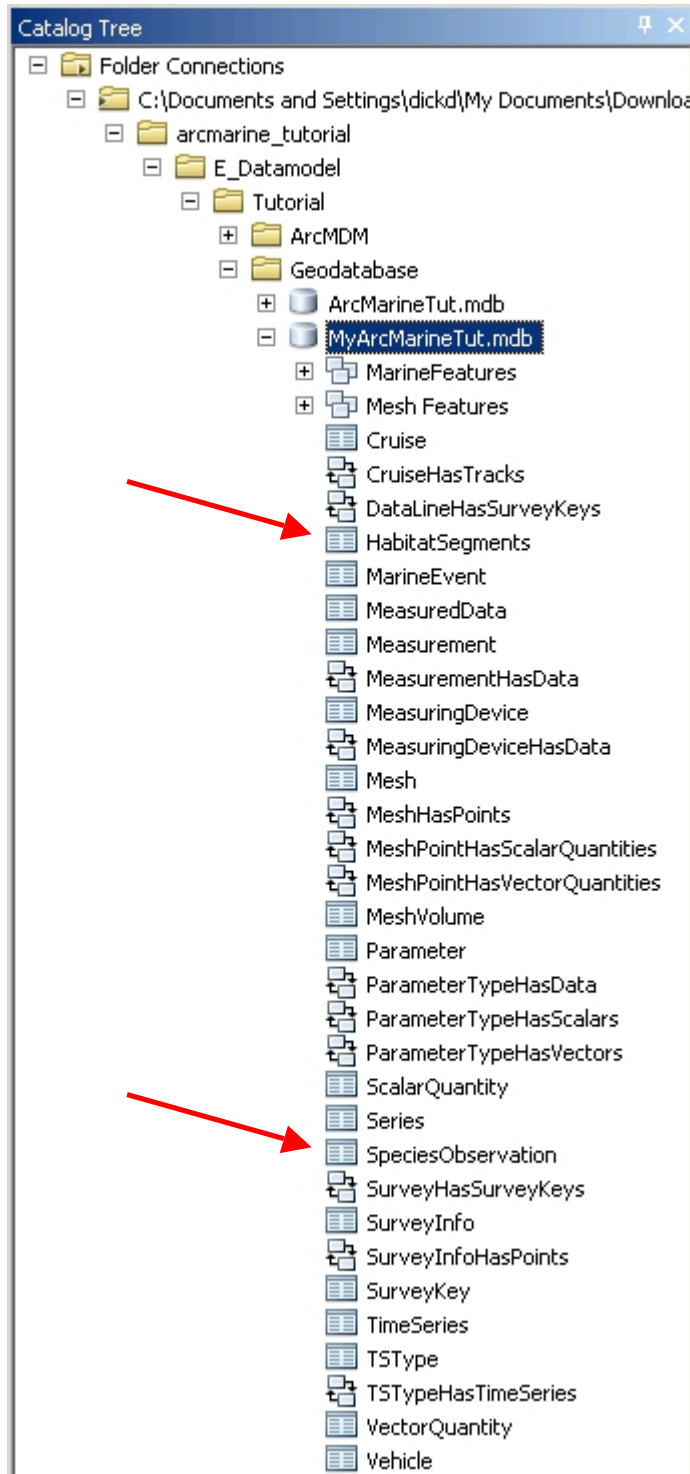 Catalog Tree
Folder Connections
C:\Documents and Settings\dickd\My Documents\Downloa
arcmarine_tutorial
E_Datamodel
Tutorial
ArcMDM
Geodatabase
ArcMarineTut.mdb
MyArcMarineTut.mdb
MarineFeatures
Mesh Features
Cruise
CruiseHasTracks
DataLineHasSurveyKeys
HabitatSegments
MarineEvent
MeasuredData
Measurement
MeasurementHasData
MeasuringDevice
MeasuringDeviceHasData
Mesh
MeshHasPoints
MeshPointHasScalarQuantities
MeshPointHasVectorQuantities
MeshVolume
Parameter
ParameterTypeHasData
ParameterTypeHasScalars
ParameterTypeHasVectors
ScalarQuantity
Series
SpeciesObservation
SurveyHasSurveyKeys
SurveyInfo
SurveyInfoHasPoints
SurveyKey
TimeSeries
TSType
TSTypeHasTimeSeries
VectorQuantity
Vehicle